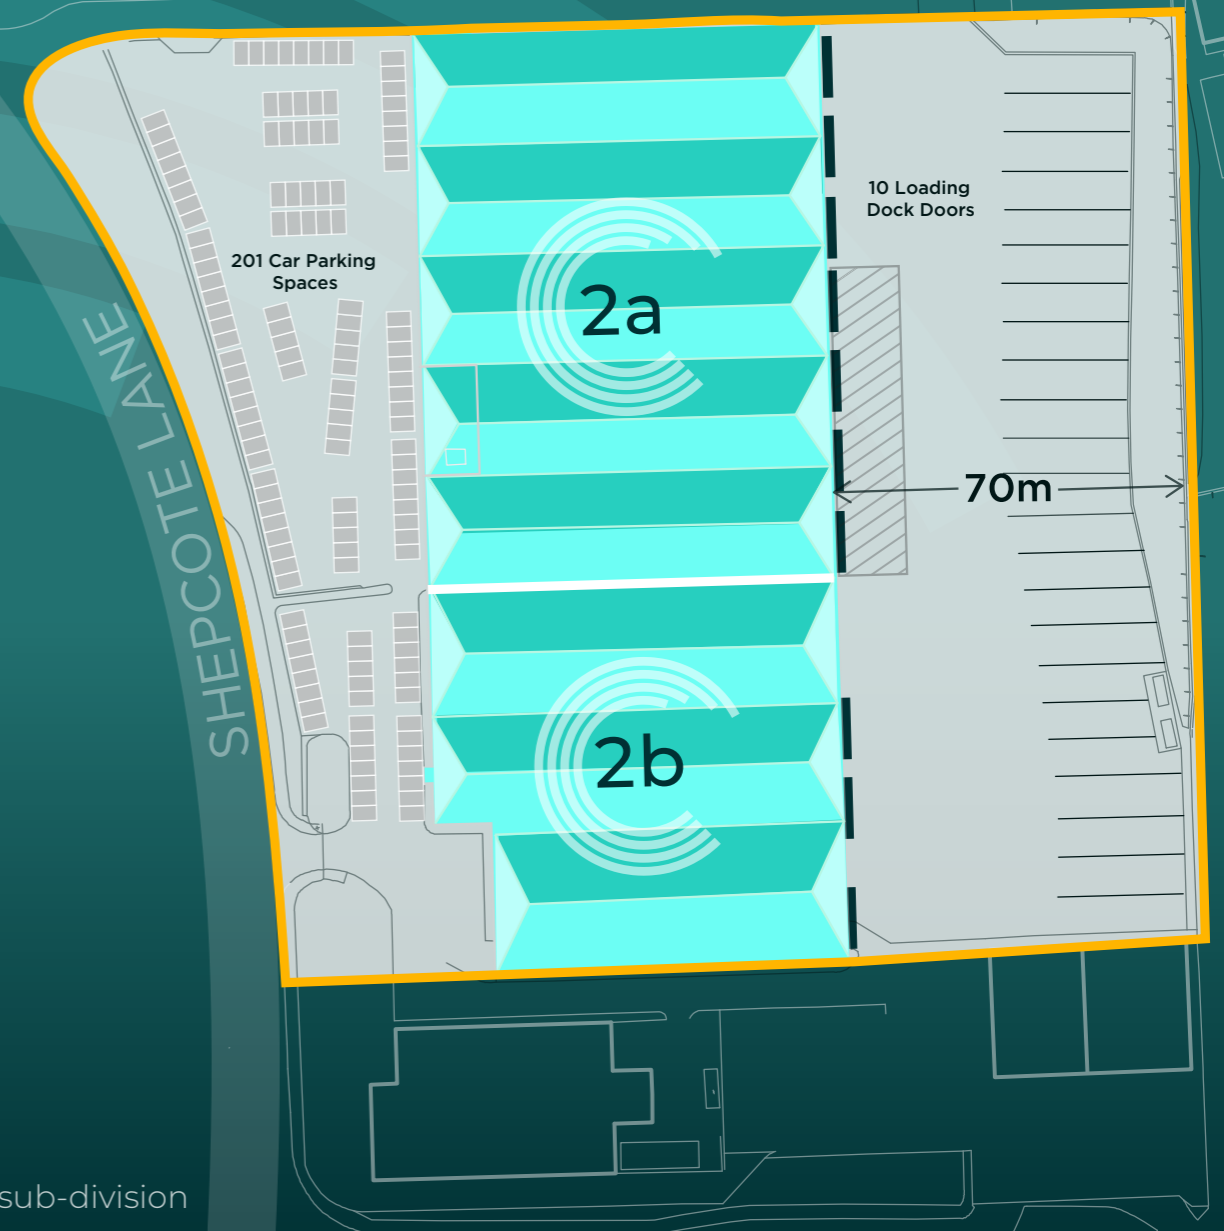 10 Loading
Dock Doors
201 Car Parking
Spaces
2a
SHEPCOTE LANE
70m
2b
sub-division